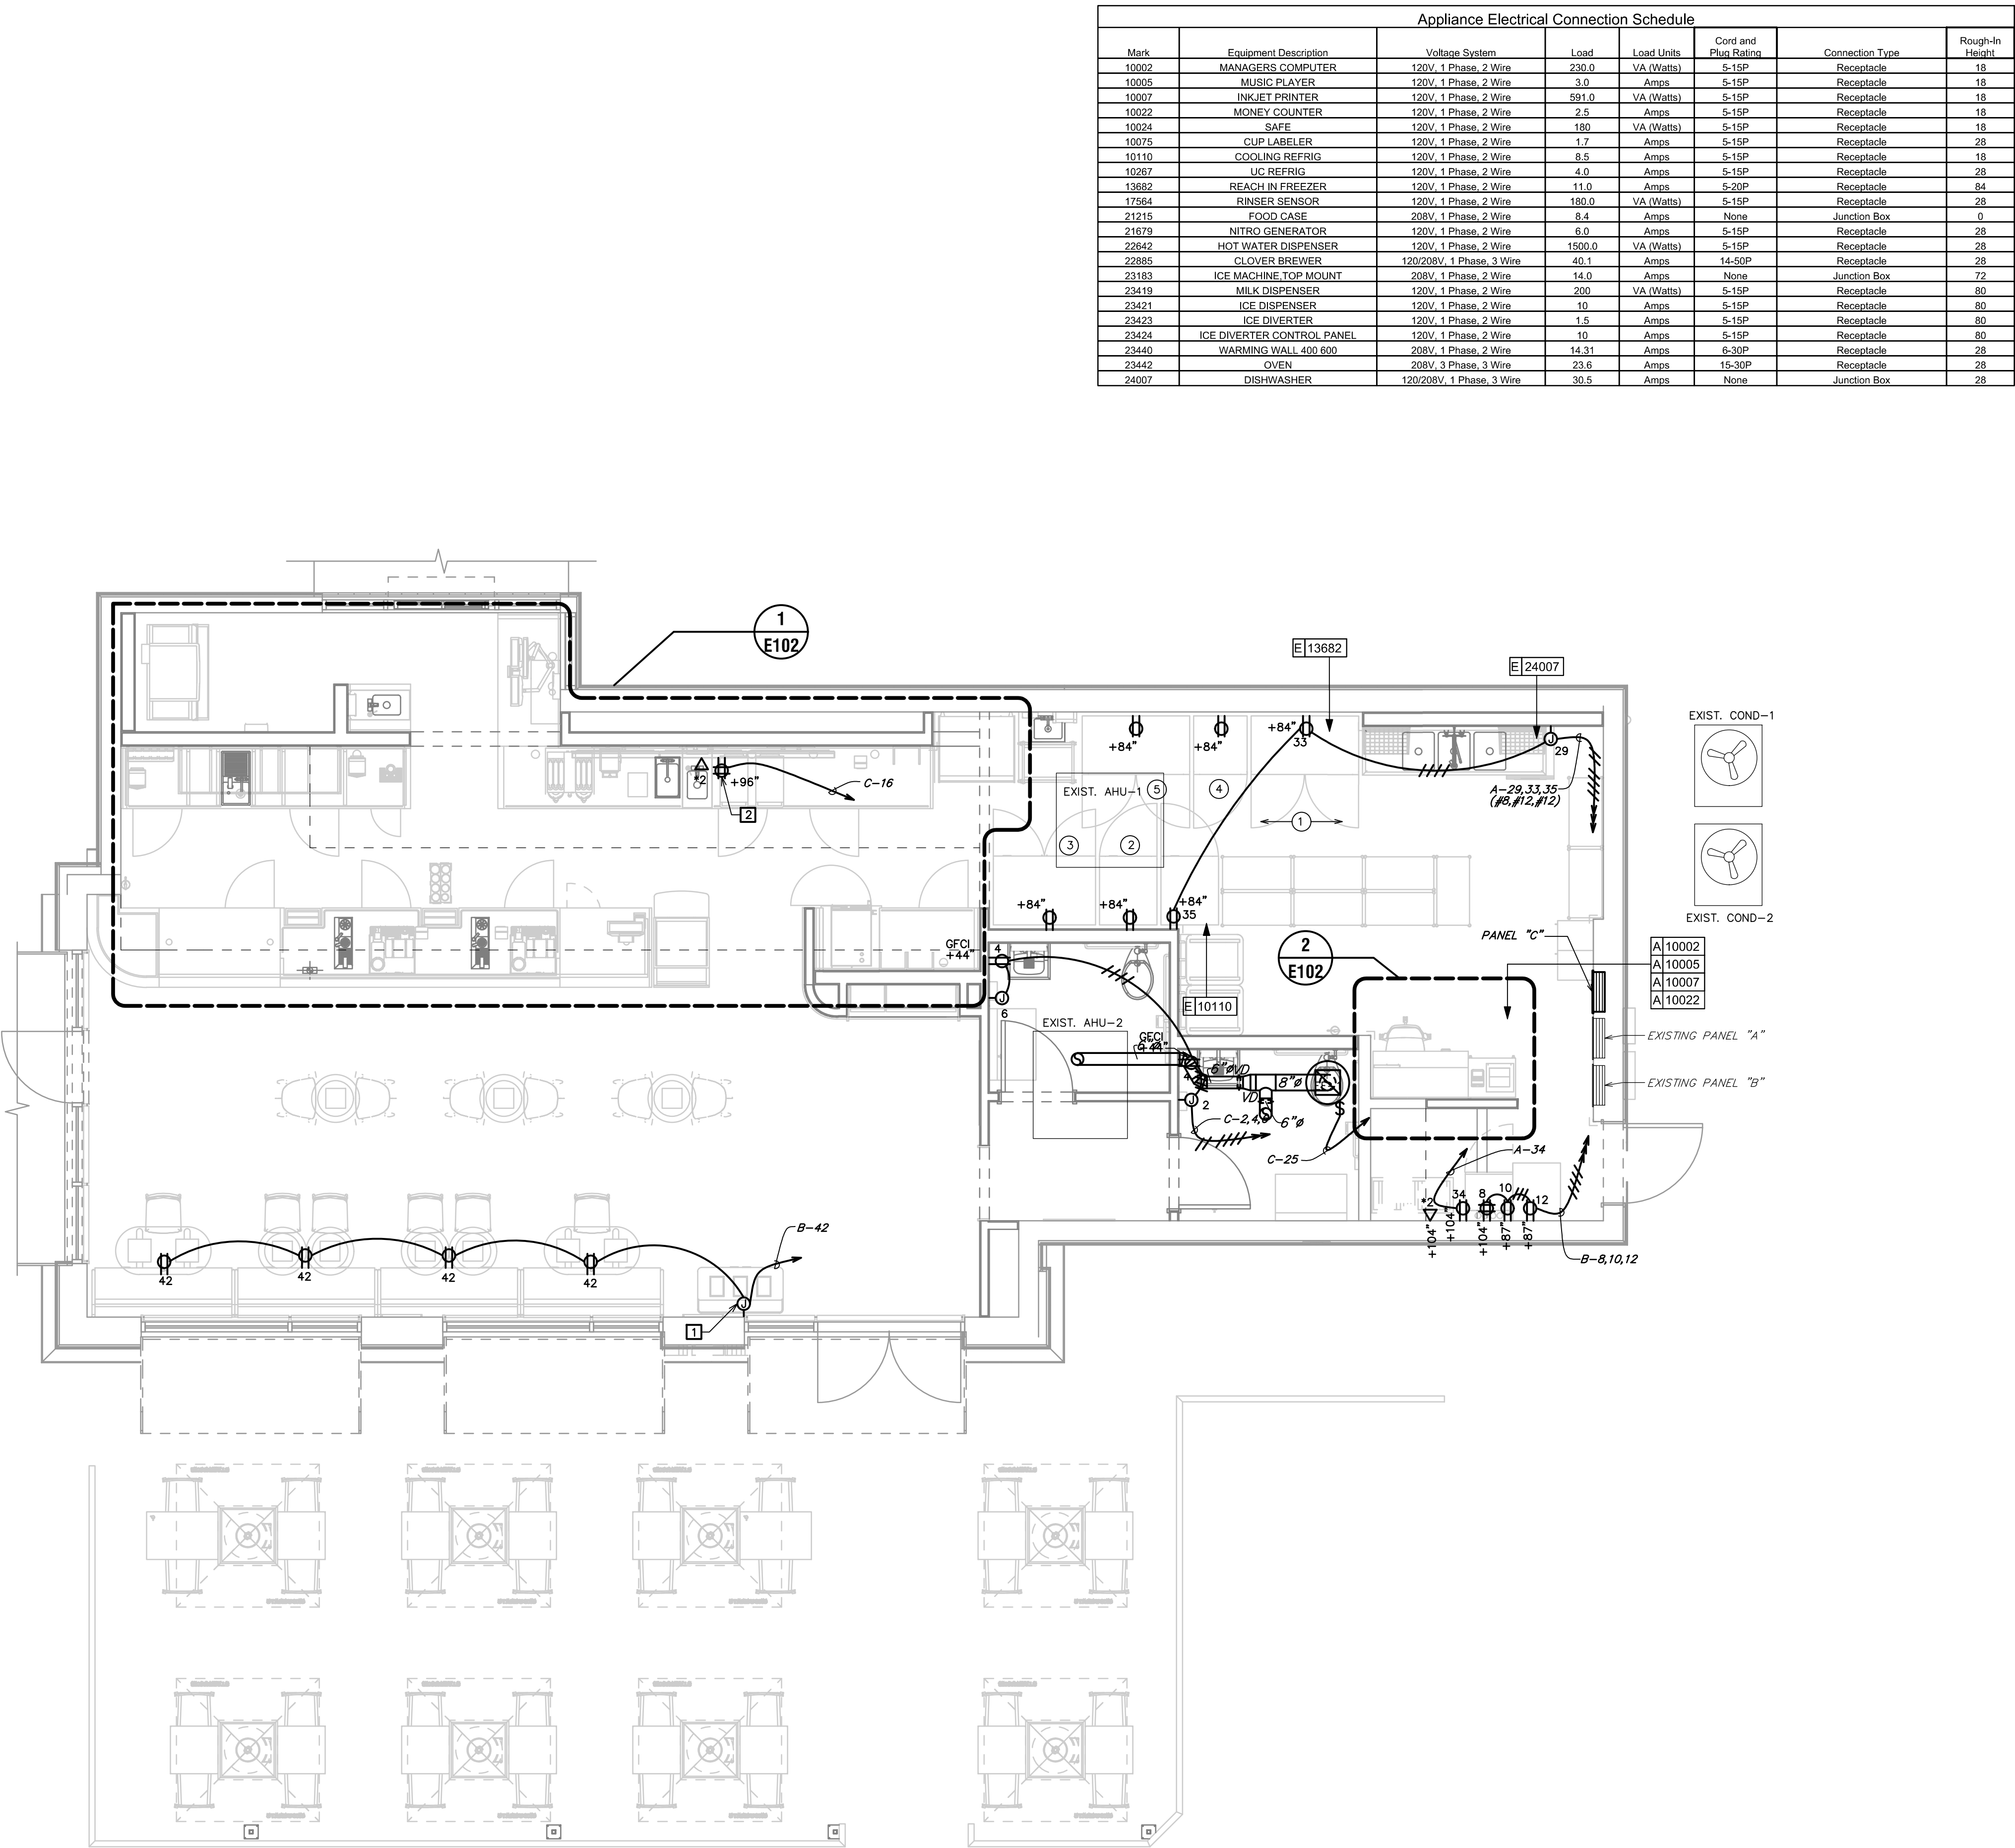 Appliance Electrical Connection Schedule
Mark Equipment Description Voltage System Load Load Units Cord and Plug Rating Connection Type Rough-In Height
10002 MANAGERS COMPUTER 120V, 1 Phase, 2 Wire 230.0 VA (Watts) 5-15P Receptacle 18
10005 MUSIC PLAYER 120V, 1 Phase, 2 Wire 3.0 Amps 5-15P Receptacle 18
10007 INKJET PRINTER 120V, 1 Phase, 2 Wire 591.0 VA (Watts) 5-15P Receptacle 18
10022 MONEY COUNTER 120V, 1 Phase, 2 Wire 2.5 Amps 5-15P Receptacle 18
10024 SAFE 120V, 1 Phase, 2 Wire 180 VA (Watts) 5-15P Receptacle 18
10075 CUP LABELER 120V, 1 Phase, 2 Wire 1.7 Amps 5-15P Receptacle 28
10110 COOLING REFRIG 120V, 1 Phase, 2 Wire 8.5 Amps 5-15P Receptacle 18
10267 UC REFRIG 120V, 1 Phase, 2 Wire 4.0 Amps 5-15P Receptacle 28
13682 REACH IN FREEZER 120V, 1 Phase, 2 Wire 11.0 Amps 5-20P Receptacle 84
17564 RINSER SENSOR 120V, 1 Phase, 2 Wire 180.0 VA (Watts) 5-15P Receptacle 28
21215 FOOD CASE 208V, 1 Phase, 2 Wire 8.4 Amps None Junction Box 0
21679 NITRO GENERATOR 120V, 1 Phase, 2 Wire 6.0 Amps 5-15P Receptacle 28
22642 HOT WATER DISPENSER 120V, 1 Phase, 2 Wire 1500.0 VA (Watts) 5-15P Receptacle 28
22885 CLOVER BREWER 120/208V, 1 Phase, 3 Wire 40.1 Amps 14-50P Receptacle 28
23183 ICE MACHINE,TOP MOUNT 208V, 1 Phase, 2 Wire 14.0 Amps None Junction Box 72
23419 MILK DISPENSER 120V, 1 Phase, 2 Wire 200 VA (Watts) 5-15P Receptacle 80
23421 ICE DISPENSER 120V, 1 Phase, 2 Wire 10 Amps 5-15P Receptacle 80
23423 ICE DIVERTER 120V, 1 Phase, 2 Wire 1.5 Amps 5-15P Receptacle 80
23424 ICE DIVERTER CONTROL PANEL 120V, 1 Phase, 2 Wire 10 Amps 5-15P Receptacle 80
23440 WARMING WALL 400 600 208V, 1 Phase, 2 Wire 14.31 Amps 6-30P Receptacle 28
23442 OVEN 208V, 3 Phase, 3 Wire 23.6 Amps 15-30P Receptacle 28
24007 DISHWASHER 120/208V, 1 Phase, 3 Wire 30.5 Amps None Junction Box 28
1
E102
E 13682
E 24007
EXIST. COND-1
+84"
+84"
+84"
33
J
29
*2
+96"
C-16
2
EXIST. AHU-1
5
4
A-29,33,35
(#8,#12,#12)
1
3
2
+84"
+84"
+84"
35
EXIST. COND-2
PANEL "C"
2
E102
A 10002
A 10005
A 10007
A 10022
GFCI
+44"
4
J
6
E 10110
EXIST. AHU-2
EXISTING PANEL "A"
GFCI
+44"
6"ø
4
6"øVD
8"ø
VD
6"ø
EXISTING PANEL "B"
J
2
C-2,4,6
S
C-25
A-34
*2
34
8
10
12
+104"
+104"
+104"
+87"
+87"
B-8,10,12
B-42
42
42
42
42
J
1